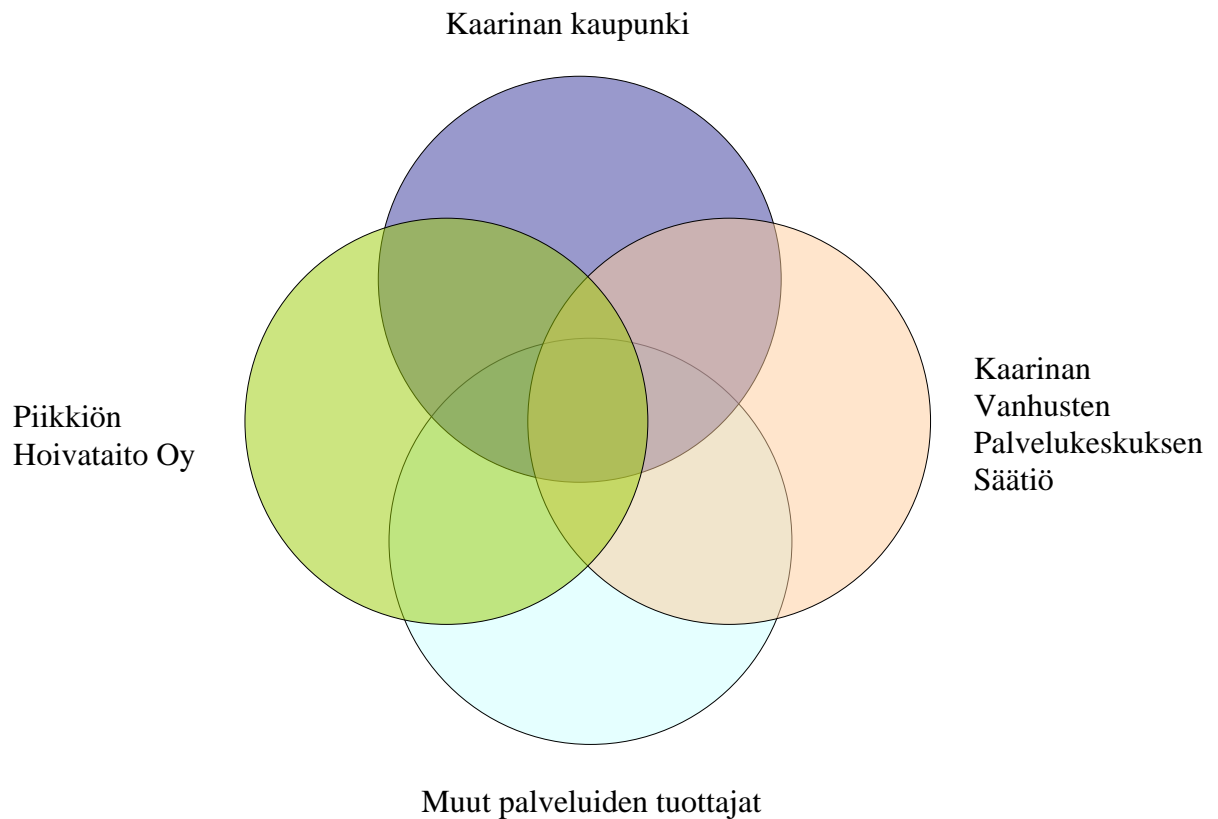 Kaarinan kaupunki
Piikkiön
Hoivataito Oy
Kaarinan
Vanhusten
Palvelukeskuksen
Säätiö
Muut palveluiden tuottajat